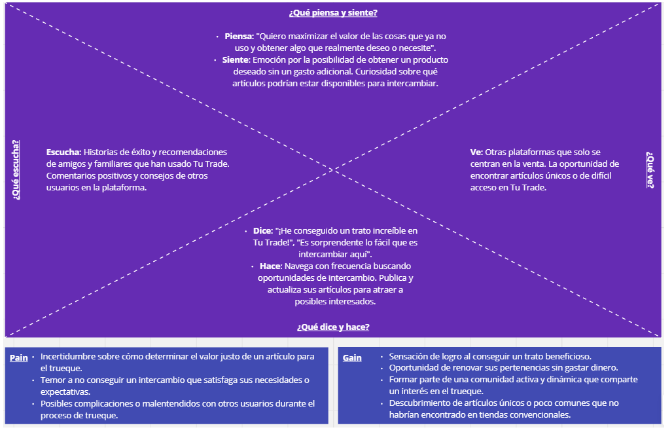 ¿Qué piensa y siente?
• Piensa: "Quiero maximizar el valor de las cosas que ya no
uso y obtener algo que realmente deseo o necesite".
• Siente: Emoción por la posibilidad de obtener un producto
deseado sin un gasto adicional. Curiosidad sobre qué
artículos podrían estar disponibles para intercambiar.
¿Qué escucha?
Escucha: Historias de éxito y recomendaciones
de amigos y familiares que han usado Tu Trade.
Comentarios positivos y consejos de otros
usuarios en la plataforma.
Ve: Otras plataformas que solo se
centran en la venta. La oportunidad de
encontrar artículos únicos o de difícil
acceso en Tu Trade.
¿Qué ve?
• Dice: "¡He conseguido un trato increíble en
Tu Trade!", "Es sorprendente lo fácil que es
intercambiar aquí".
• Hace: Navega con frecuencia buscando
oportunidades de intercambio. Publica y
actualiza sus artículos para atraer a
posibles interesados.
¿Qué dice y hace?
Pain
• Incertidumbre sobre cómo determinar el valor justo de un artículo para
el trueque.
• Temor a no conseguir un intercambio que satisfaga sus necesidades o
expectativas.
• Posibles complicaciones o malentendidos con otros usuarios durante el
proceso de trueque.
Gain
• Sensación de logro al conseguir un trato beneficioso.
• Oportunidad de renovar sus pertenencias sin gastar dinero.
• Formar parte de una comunidad activa y dinámica que comparte
un interés en el trueque.
• Descubrimiento de artículos únicos o poco comunes que no
habrían encontrado en tiendas convencionales.